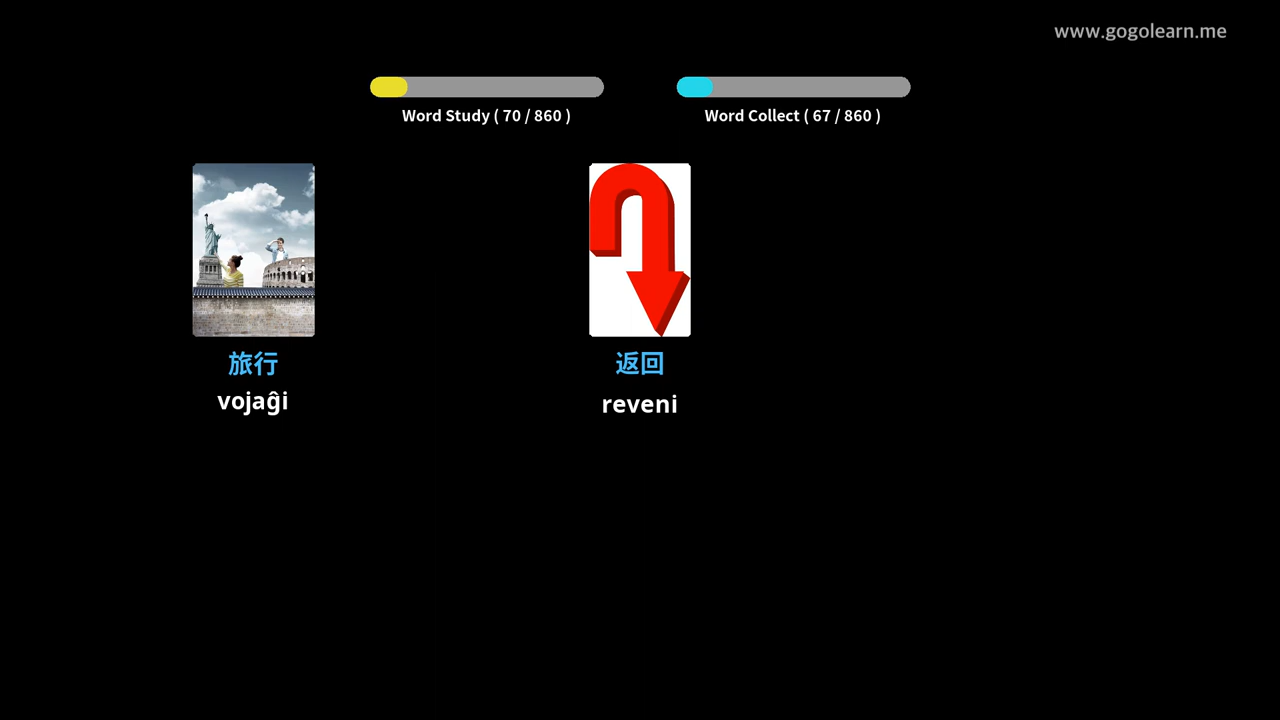 www.gogolearn.me
Word Study ( 70 / 860 )
Word Collect ( 67 / 860 )
旅行
vojaĝi
返回
reveni